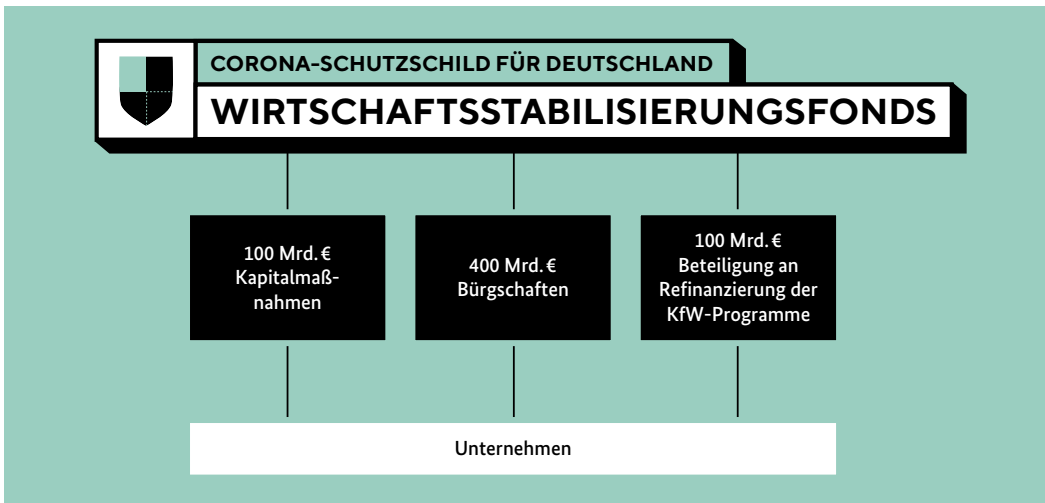 CORONA-SCHUTZSCHILD FÜR DEUTSCHLAND
WIRTSCHAFTSSTABILISIERUNGSFONDS
100 Mrd. €
Kapitalmaß-
nahmen
400 Mrd. €
Bürgschaften
100 Mrd. €
Beteiligung an
Refinanzierung der
KfW-Programme
Unternehmen